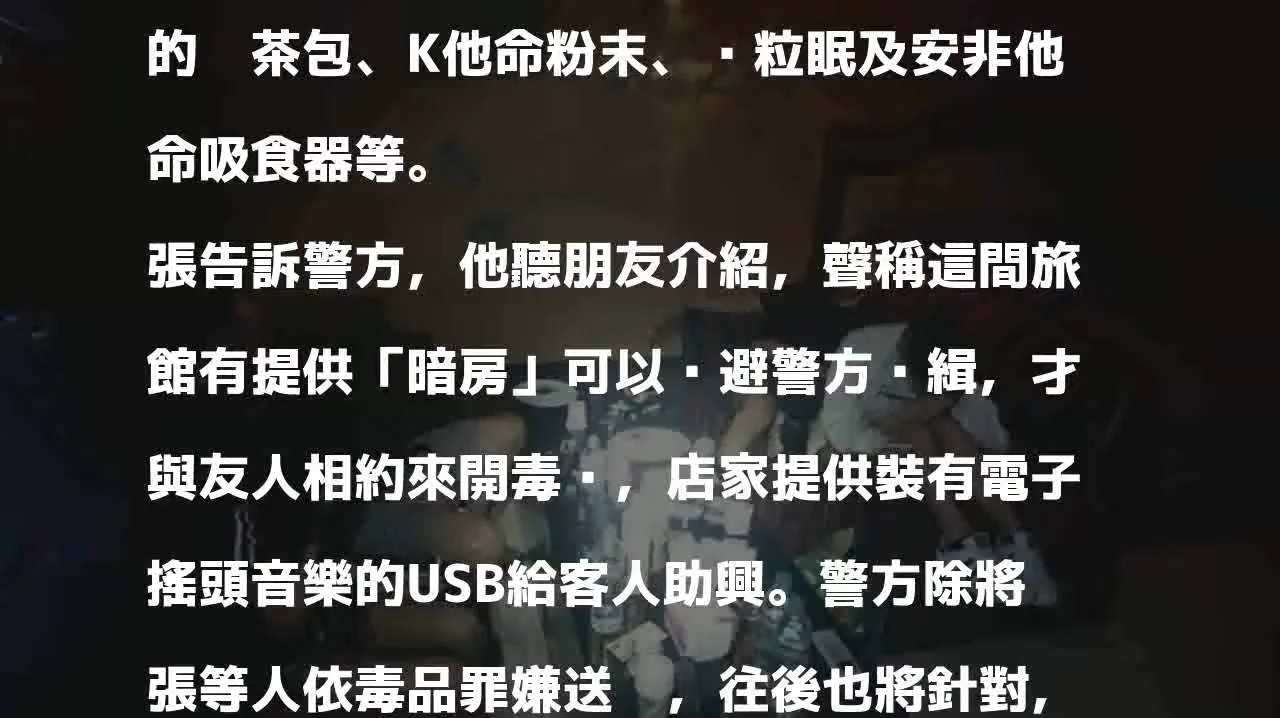 的　茶包、K他命粉末、▪粒眠及安非他
命吸食器等。
張告訴警方，他聽朋友介紹，聲稱這間旅
館有提供「暗房」可以▪避警方▪緝，才
與友人相約來開毒▪，店家提供裝有電子
搖頭音樂的USB給客人助興。警方除將
張等人依毒品罪嫌送　，往後也將針對，